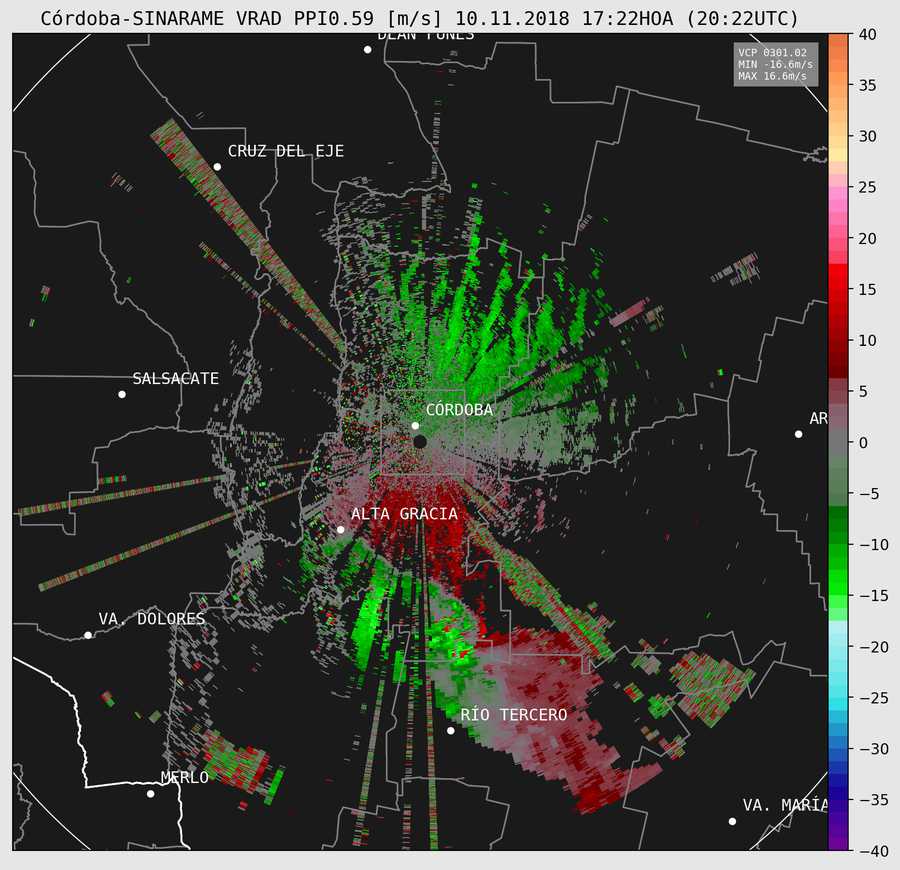 Córdoba-SINARAME VRAD PPI0.59 [m/s] 10.11.2018 17:22HOA (20:22UTC)
DEAN FUNES
VCP 0301.02
MIN -16.6m/s
MAX 16.6m/s
CRUZ DEL EJE
SALSACATE
CÓRDOBA
AR
ALTA GRACIA
VA. DOLORES
RÍO TERCERO
MERLO
VA. MARÍA
40
35
30
25
20
15
10
5
0
−5
−10
−15
−20
−25
−30
−35
−40